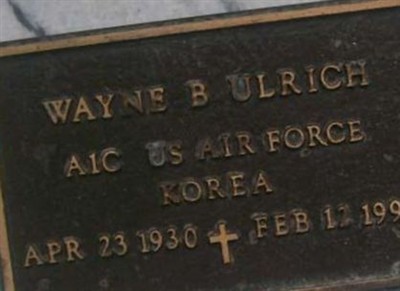 WAYNE B ULRICH
A1C US AIR FORCE
KOREA
APR 23 1930 FEB 12 199